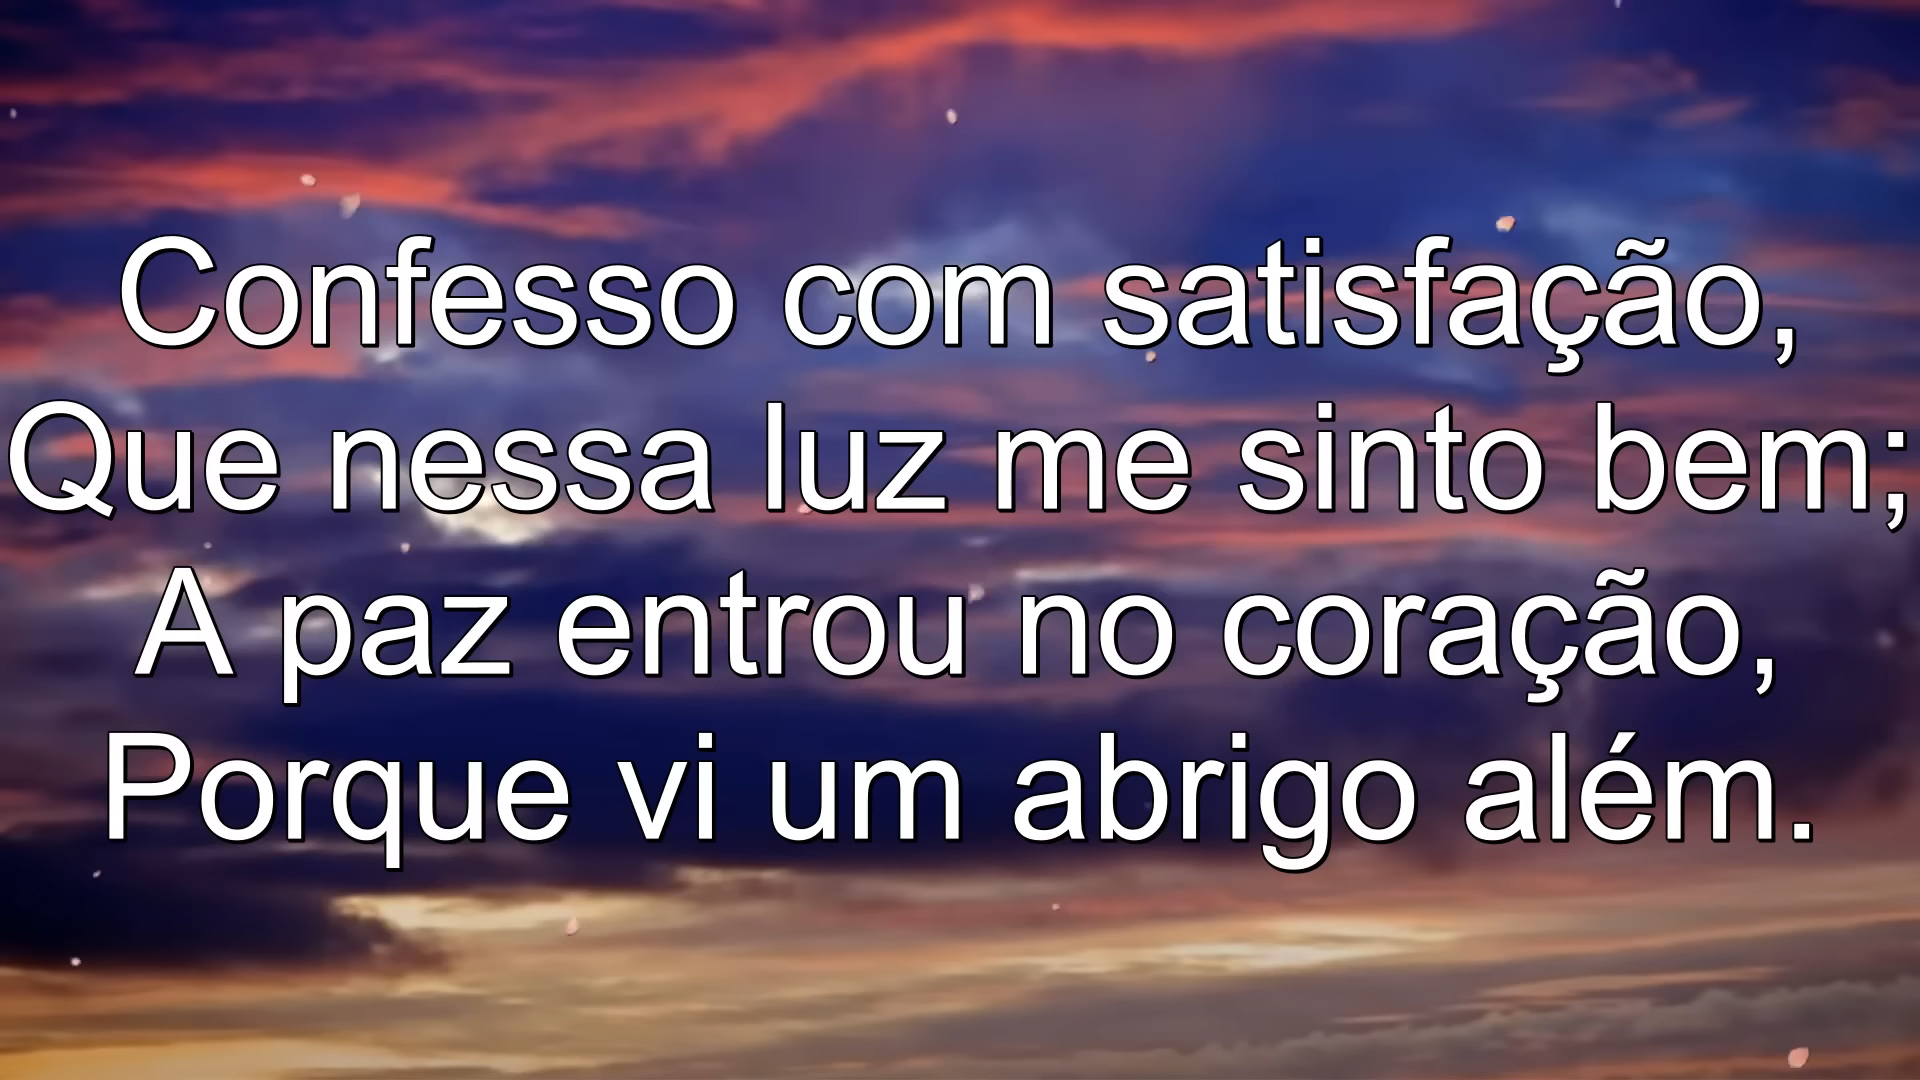 Confesso com satisfação,
Que nessa luz me sinto bem;
A paz entrou no coração,
Porque vi um abrigo além.